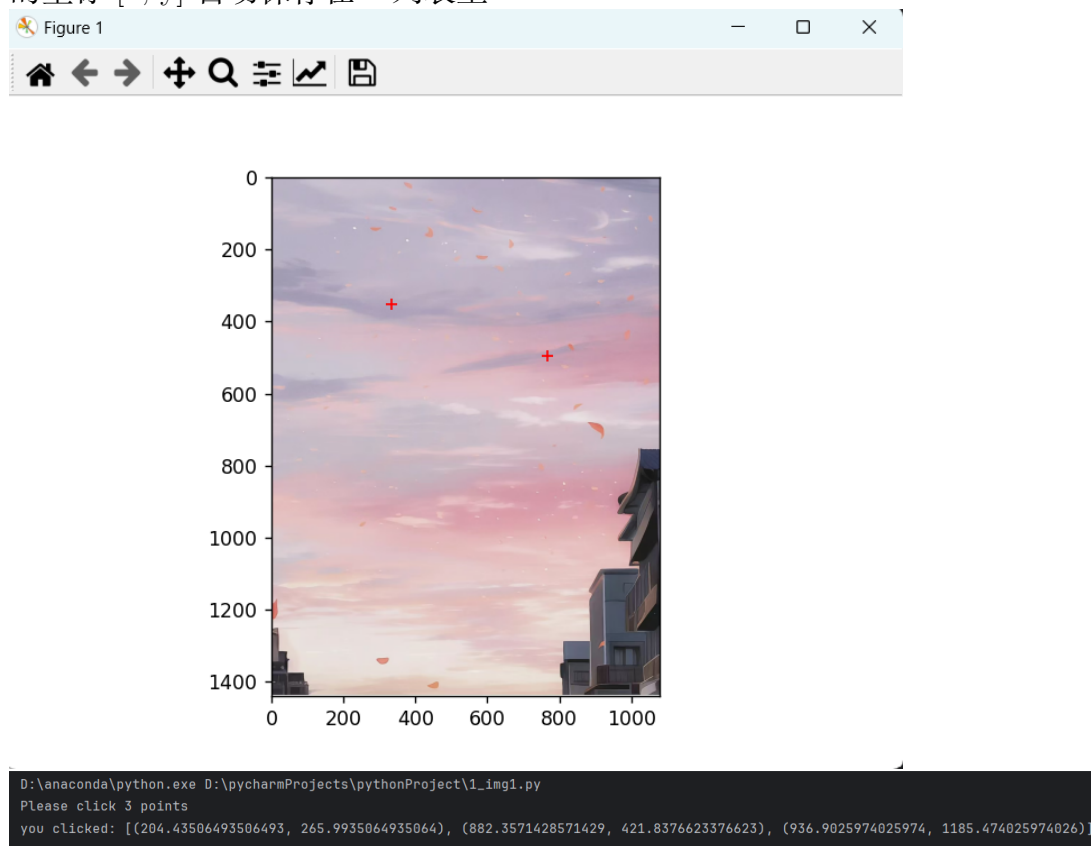 Figure 1
0
200
400
600
800
1000
1200
1400
0 200 400 600 800 1000
D:\anaconda\python.exe D:\pycharmProjects\pythonProject\1_img1.py
Please click 3 points
you clicked: [(204.43506493506493, 265.9935064935064), (882.3571428571429, 421.8376623376623), (936.9025974025974, 1185.474025974026)]